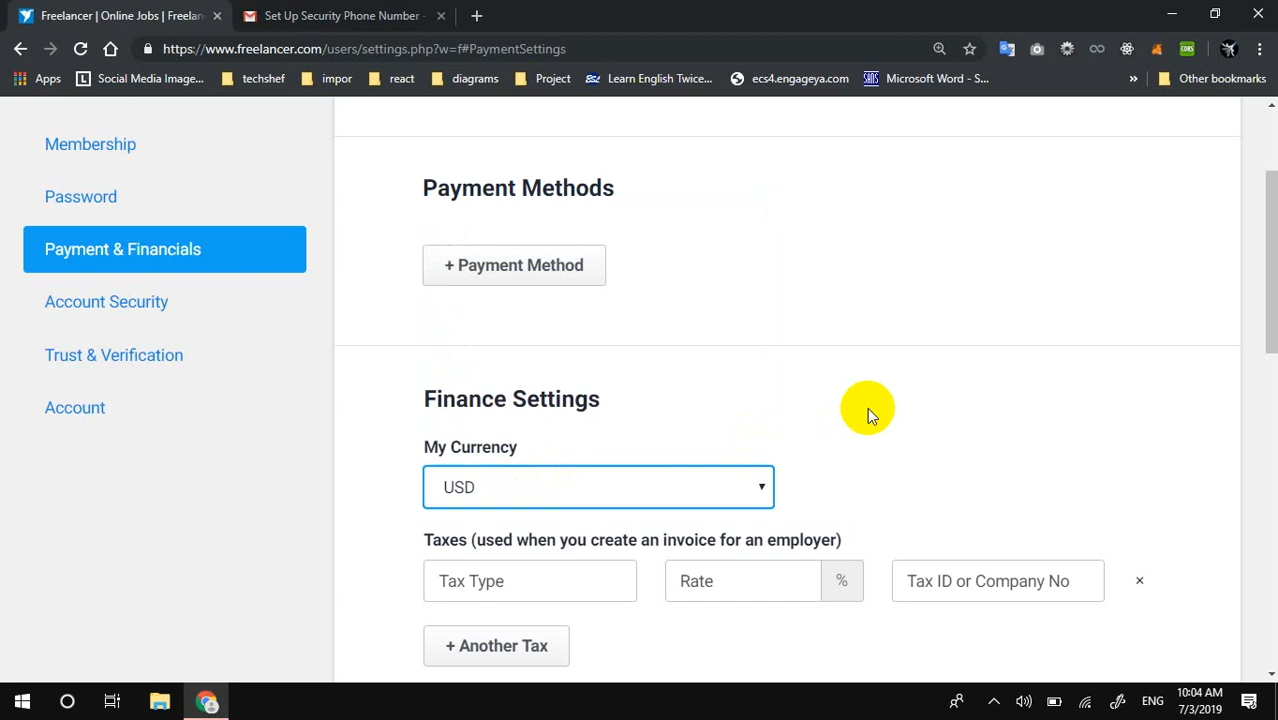 Freelancer | Online Jobs | Freelan
Set Up Security Phone Number -
https://www.freelancer.com/users/settings.php?w=f#PaymentSettings
Apps
Social Media Image...
techshef
impor
react
diagrams
Project
Learn English Twice...
ecs4.engageya.com
Microsoft Word - S...
»
Other bookmarks
Membership
Password
Payment & Financials
Account Security
Trust & Verification
Account
Payment Methods
+ Payment Method
Finance Settings
My Currency
USD
Taxes (used when you create an invoice for an employer)
Tax Type
Rate
%
Tax ID or Company No
×
+ Another Tax
ENG
10:04 AM
7/3/2019